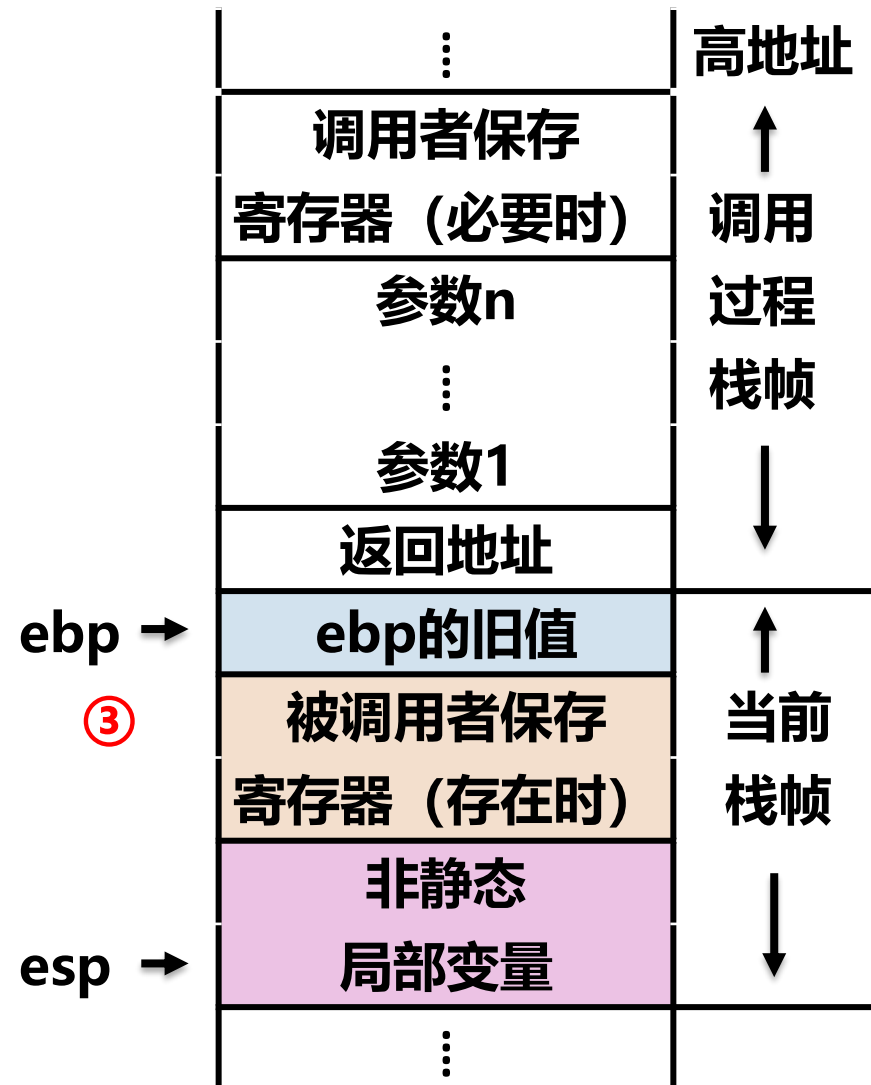 ⋮
高地址
调用者保存
寄存器（必要时）
调用
参数n
过程
⋮
栈帧
参数1
返回地址
ebp
ebp的旧值
③
被调用者保存
当前
寄存器（存在时）
栈帧
非静态
esp
局部变量
⋮